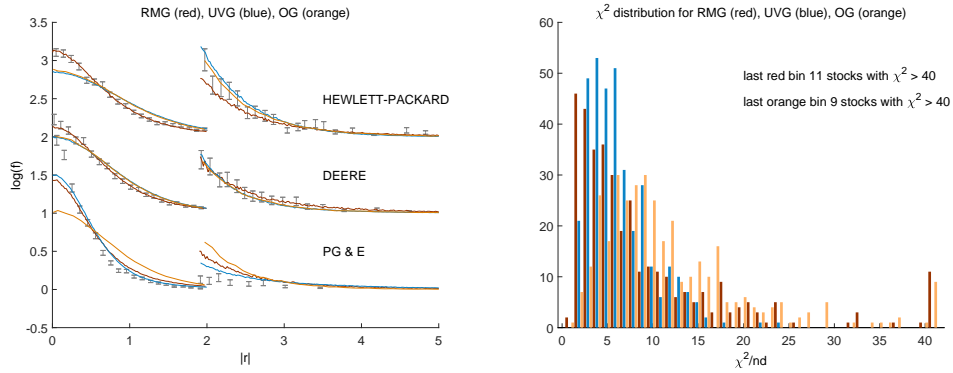 RMG (red), UVG (blue), OG (orange)
3.5
3
2.5
2
1.5
1
0.5
0
-0.5
log(f)
HEWLETT-PACKARD
DEERE
PG & E
0 1 2 3 4 5
|r|
χ² distribution for RMG (red), UVG (blue), OG (orange)
60
50
40
30
20
10
0
last red bin 11 stocks with χ² > 40
last orange bin 9 stocks with χ² > 40
0 5 10 15 20 25 30 35 40
χ²/nd